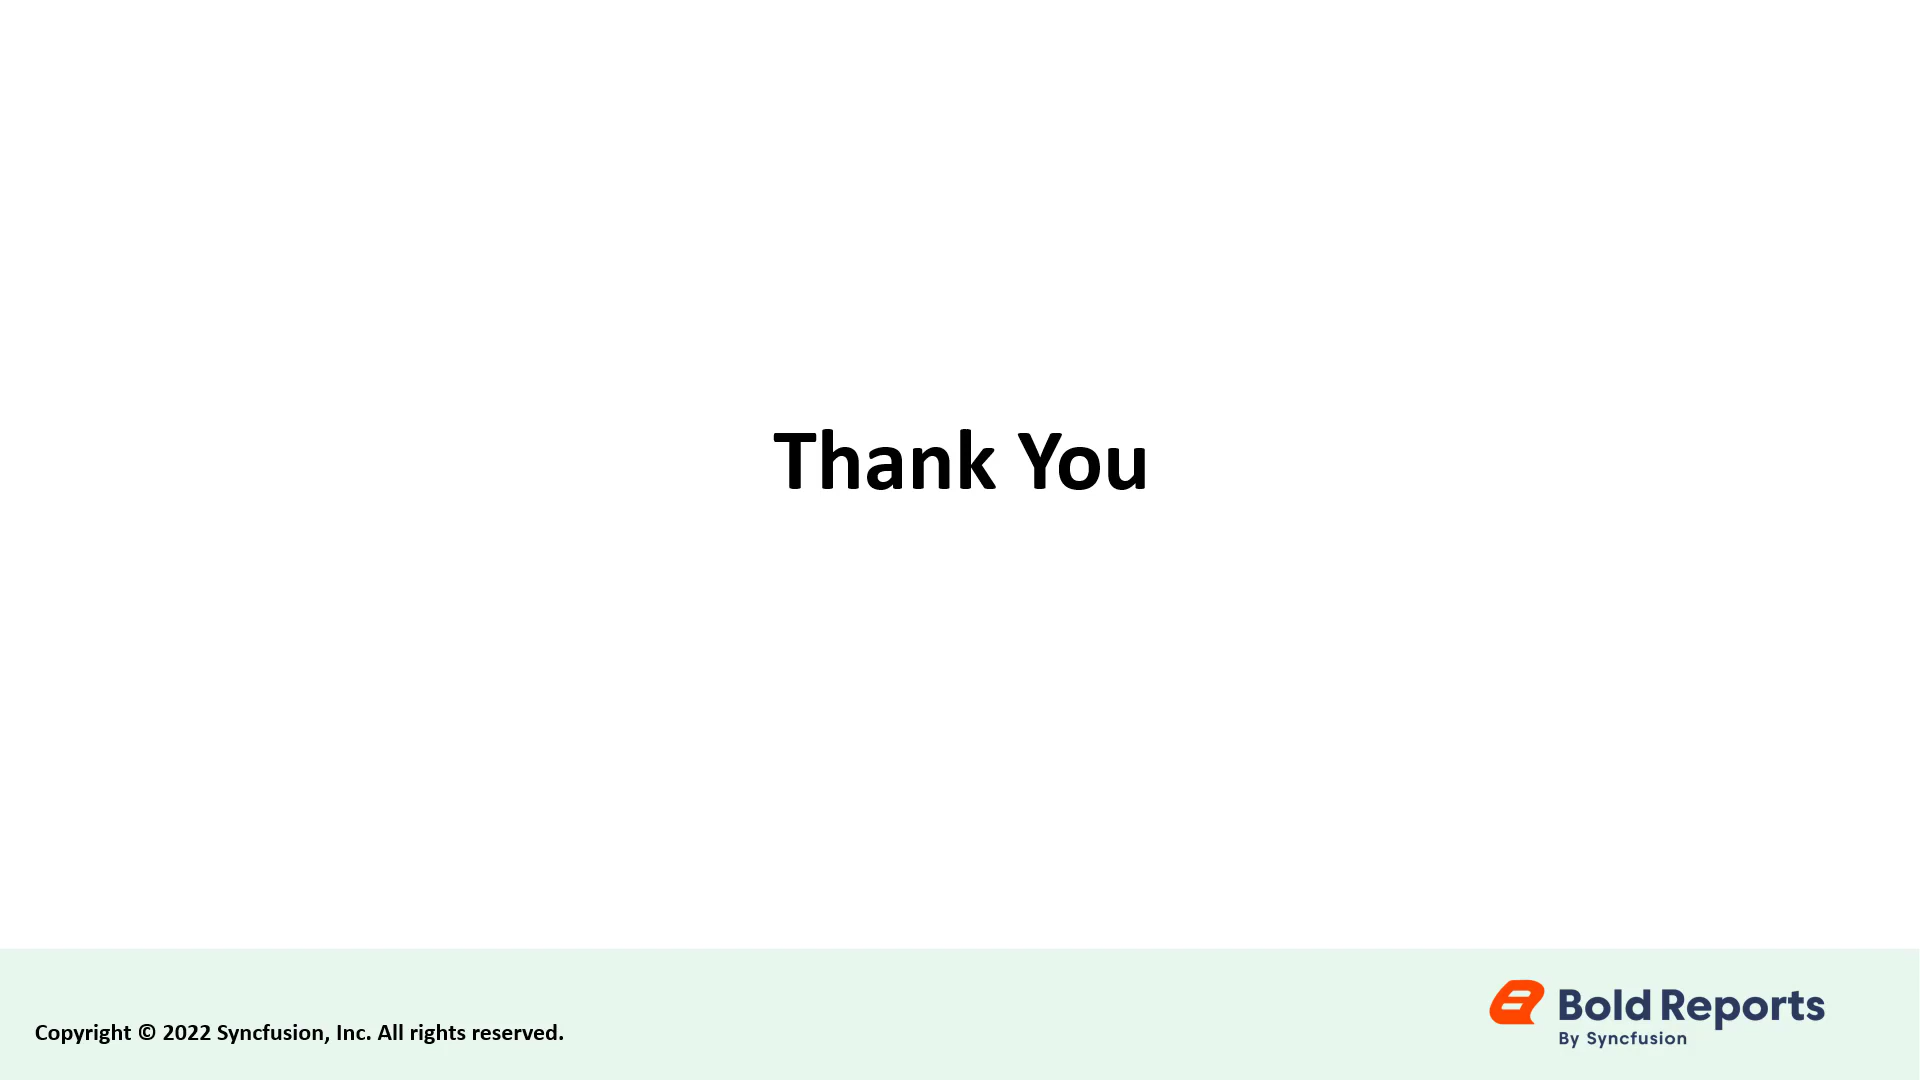 Thank You
Copyright © 2022 Syncfusion, Inc. All rights reserved.
Bold Reports
By Syncfusion